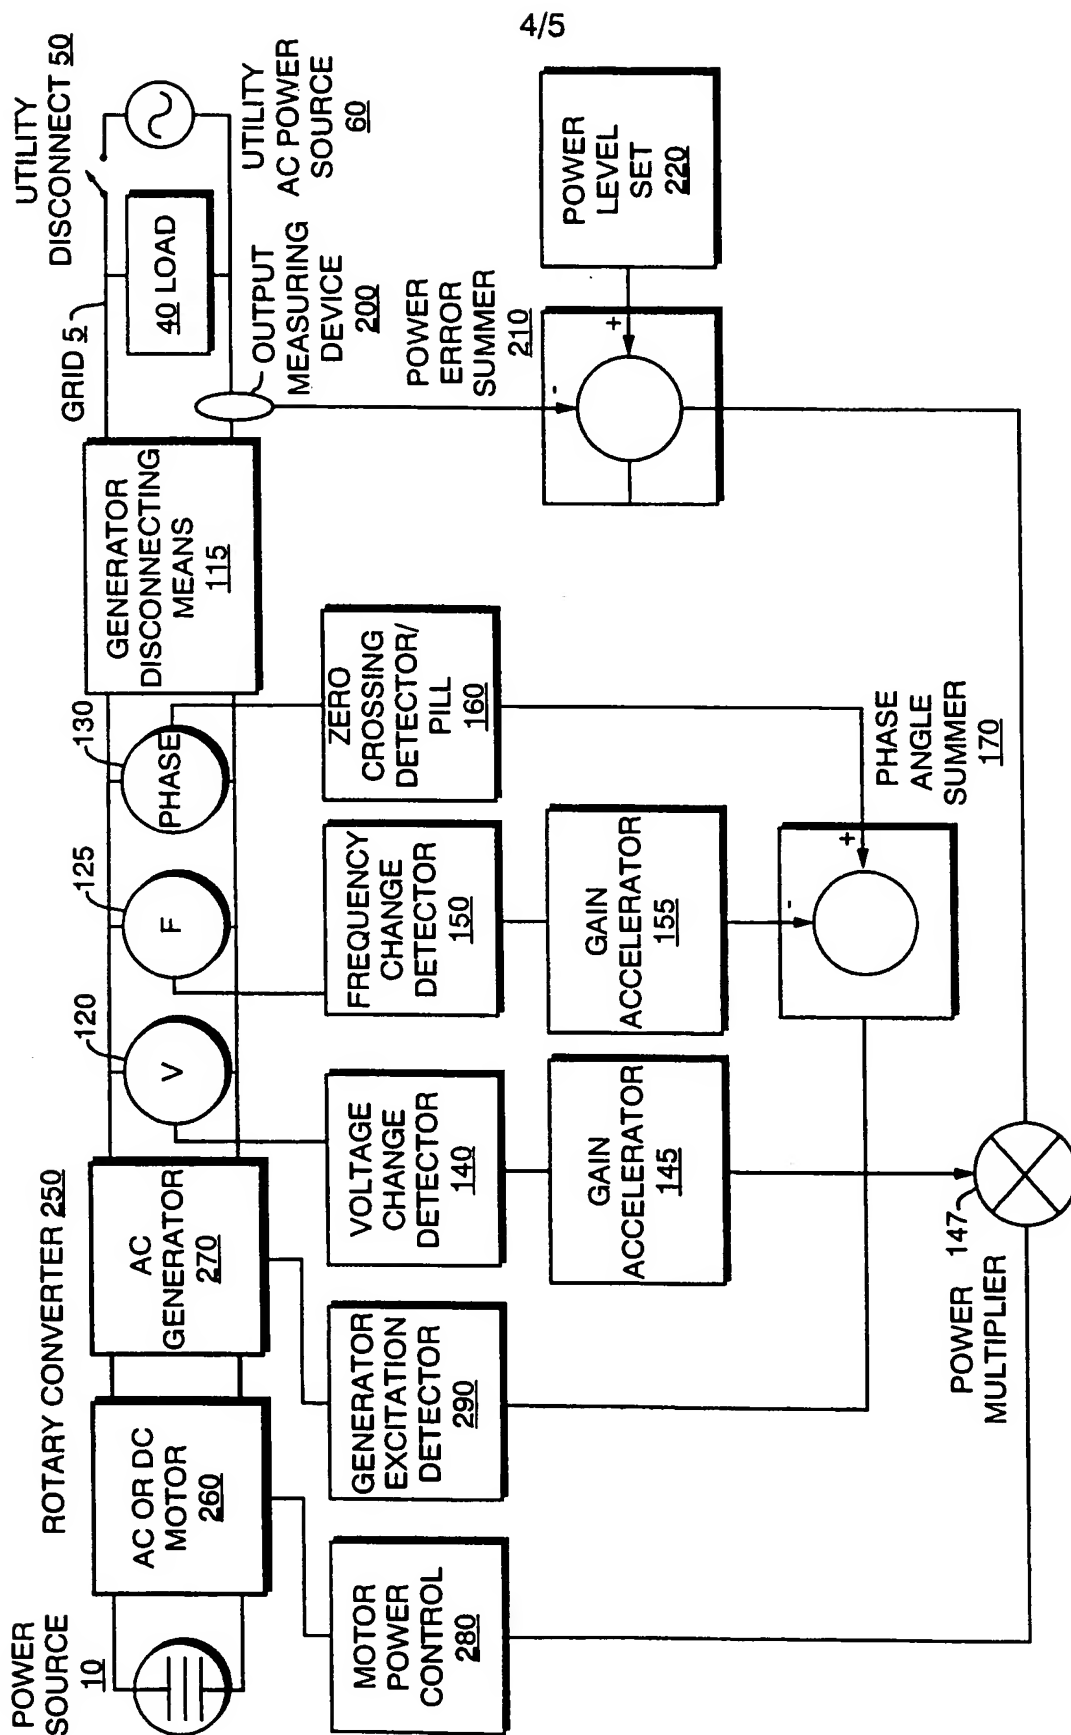 4/5
POWER
SOURCE
10
ROTARY CONVERTER 250
AC OR DC
MOTOR
260
AC
GENERATOR
270
120
V
125
F
130
PHASE
GENERATOR
DISCONNECTING
MEANS
115
GRID 5
40 LOAD
UTILITY
DISCONNECT 50
UTILITY
AC POWER
SOURCE
60
OUTPUT
MEASURING
DEVICE
200
MOTOR
POWER
CONTROL
280
GENERATOR
EXCITATION
DETECTOR
290
VOLTAGE
CHANGE
DETECTOR
140
FREQUENCY
CHANGE
DETECTOR
150
ZERO
CROSSING
DETECTOR/
PILL
160
GAIN
ACCELERATOR
145
GAIN
ACCELERATOR
155
POWER
ERROR
SUMMER
210
-
+
POWER
LEVEL
SET
220
-
+
PHASE
ANGLE
SUMMER
170
POWER
MULTIPLIER
147